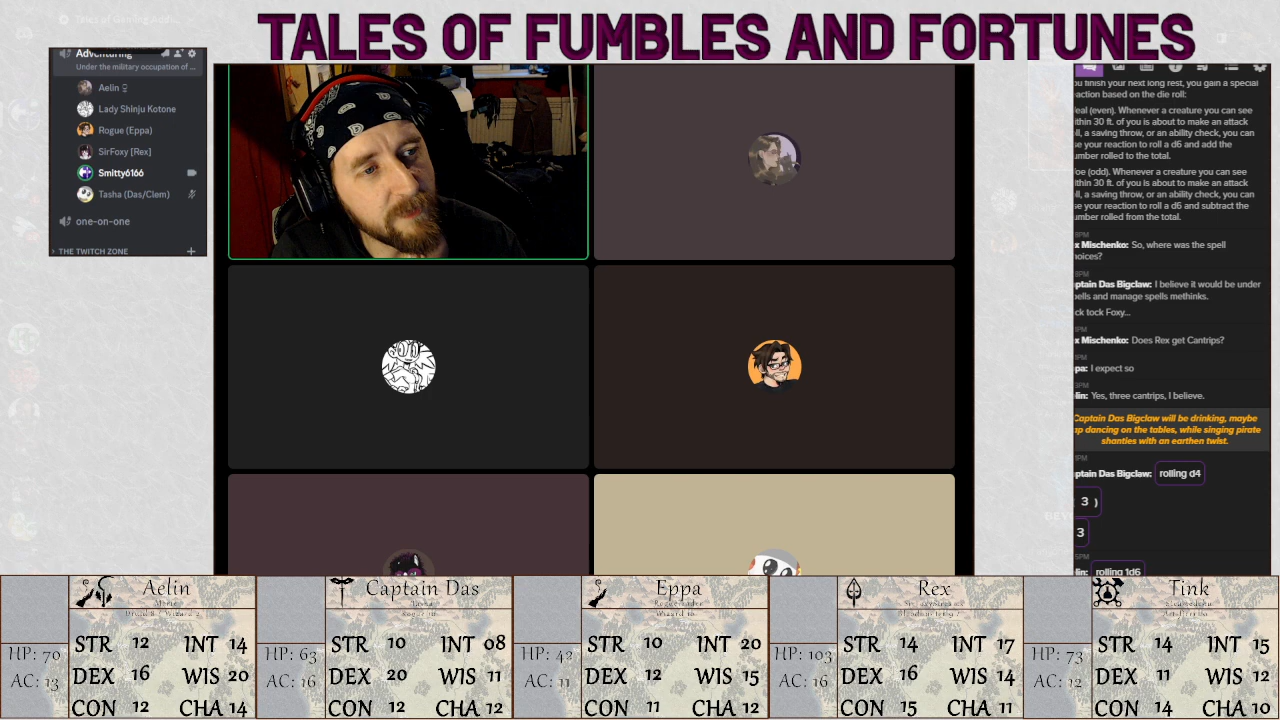 TALES OF FUMBLES AND FORTUNES
Adventuring
Under the military occupation of ...
Aelin
Lady Shinju Kotone
Rogue (Eppa)
SirFoxy [Rex]
Smitty6166
Tasha (Das/Clem)
one-on-one
THE TWITCH ZONE
ou finish your next long rest, you gain a special
eaction based on the die roll:
eal (even). Whenever a creature you can see
ithin 30 ft. of you is about to make an attack
ll, a saving throw, or an ability check, you can
se your reaction to roll a d6 and add the
umber rolled to the total.
oe (odd). Whenever a creature you can see
ithin 30 ft. of you is about to make an attack
ll, a saving throw, or an ability check, you can
se your reaction to roll a d6 and subtract the
umber rolled from the total.
x Mischenko: So, where was the spell
hoices?
ptain Das Bigclaw: I believe it would be under
pells and manage spells methinks.
ck tock Foxy...
x Mischenko: Does Rex get Cantrips?
pa: I expect so
lin: Yes, three cantrips, I believe.
Captain Das Bigclaw will be drinking, maybe
ap dancing on the tables, while singing pirate
shanties with an earthen twist.
ptain Das Bigclaw: rolling d4
3 )
3
lin: rolling 1d6
Aelin
HP: 70
AC: 13
STR 12 INT 14
DEX 16 WIS 20
CON 12 CHA 14
Captain Das
HP: 63
AC: 16
STR 10 INT 08
DEX 20 WIS 11
CON 12 CHA 12
Eppa
HP: 42
AC: 11
STR 10 INT 20
DEX 12 WIS 15
CON 11 CHA 12
Rex
HP: 103
AC: 16
STR 14 INT 17
DEX 16 WIS 14
CON 15 CHA 11
Tink
HP: 73
AC: 12
STR 14 INT 15
DEX 11 WIS 12
CON 14 CHA 10